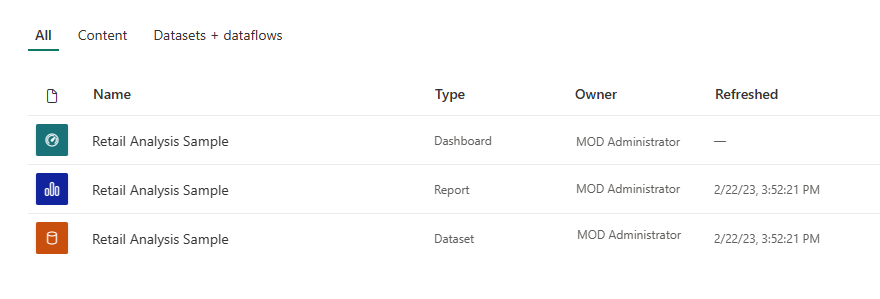 All Content Datasets + dataflows
Name Type Owner Refreshed
Retail Analysis Sample Dashboard MOD Administrator —
Retail Analysis Sample Report MOD Administrator 2/22/23, 3:52:21 PM
Retail Analysis Sample Dataset MOD Administrator 2/22/23, 3:52:21 PM